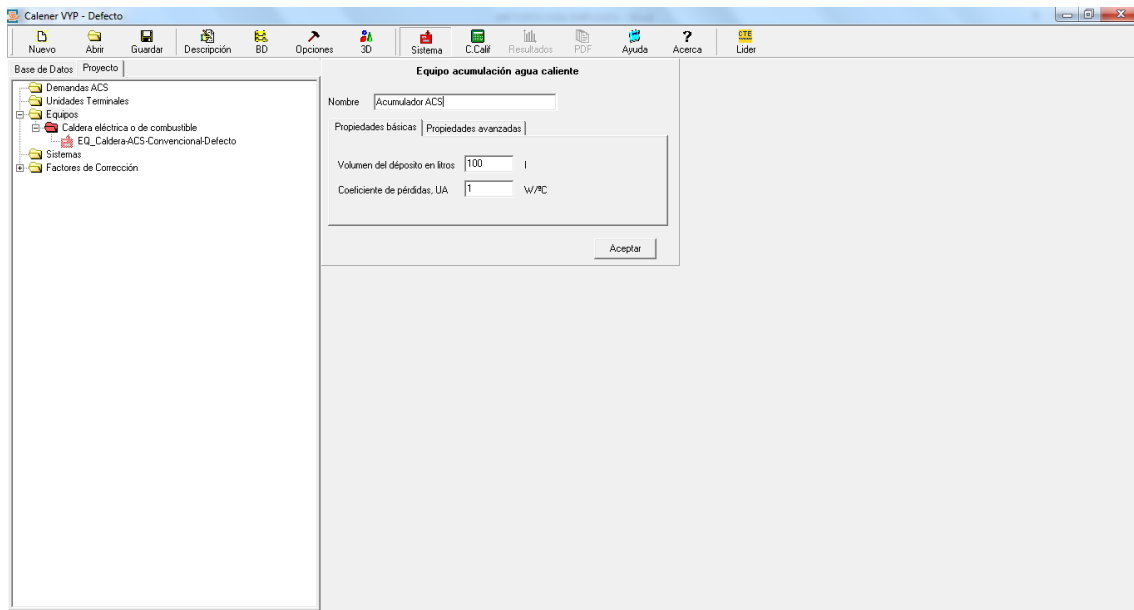 Calener VYP - Defecto
Nuevo Abrir Guardar Descripción BD Opciones 3D Sistema C.Calif Resultados PDF Ayuda ? Acerca CTE Lider
Base de Datos Proyecto
Demandas ACS
Unidades Terminales
Equipos
Caldera eléctrica o de combustible
EQ_Caldera-ACS-Convencional-Defecto
Sistemas
Factores de Corrección
Equipo acumulación agua caliente
Nombre Acumulador ACS
Propiedades básicas Propiedades avanzadas
Volumen del depósito en litros 100 l
Coeficiente de pérdidas, UA 1 W/ºC
Aceptar